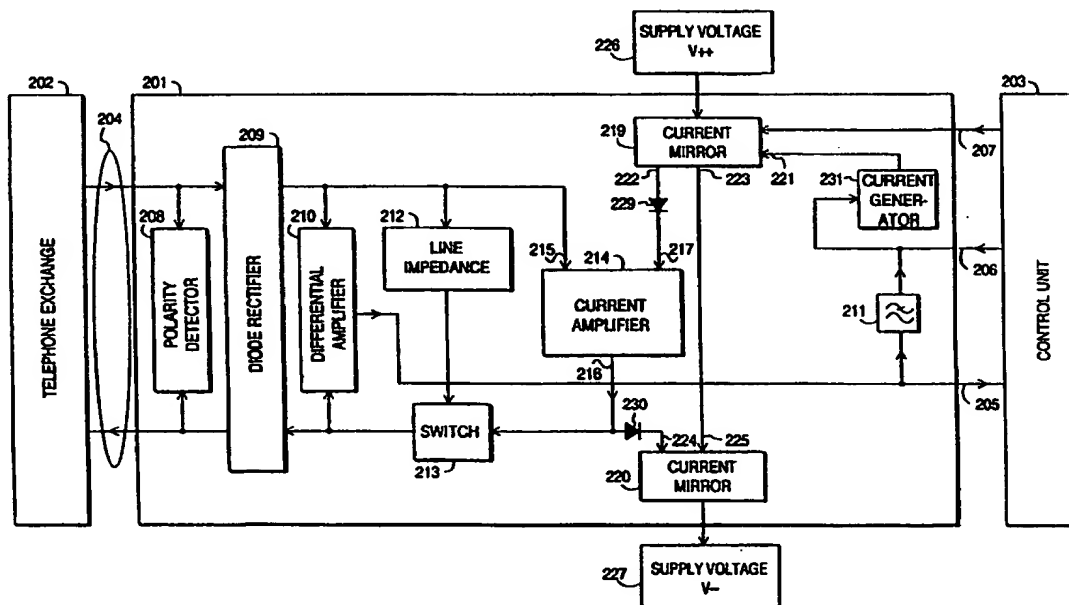 226
SUPPLY VOLTAGE
V++
202
TELEPHONE EXCHANGE
204
201
203
CONTROL UNIT
209
DIODE RECTIFIER
219
CURRENT
MIRROR
207
222
223
221
231
CURRENT
GENER-
ATOR
229
208
POLARITY
DETECTOR
210
DIFFERENTIAL
AMPLIFIER
212
LINE
IMPEDANCE
215
214
217
CURRENT
AMPLIFIER
206
211
216
205
230
SWITCH
213
224
225
220
CURRENT
MIRROR
227
SUPPLY VOLTAGE
V–